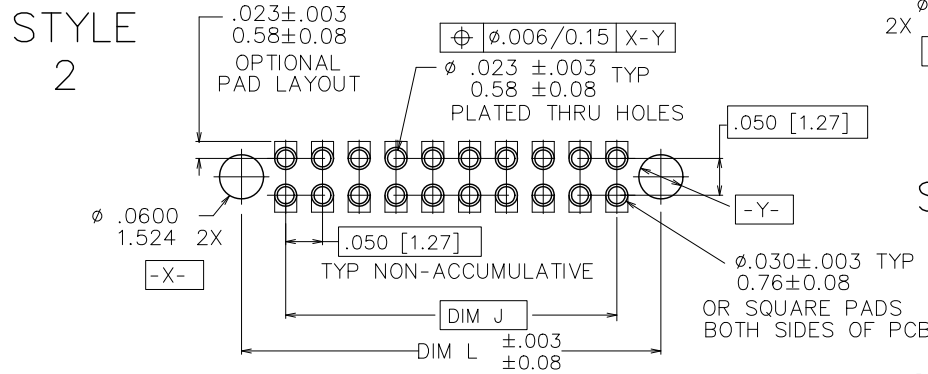 STYLE
2
.023±.003
0.58±0.08
OPTIONAL
PAD LAYOUT
⌖ ø.006/0.15 X-Y
ø .023 ±.003 TYP
0.58 ±0.08
PLATED THRU HOLES
2X
.050 [1.27]
ø .0600
1.524 2X
-X-
.050 [1.27]
TYP NON-ACCUMULATIVE
-Y-
ø.030±.003 TYP
0.76±0.08
OR SQUARE PADS
BOTH SIDES OF PCB
DIM J
DIM L ±.003
±0.08